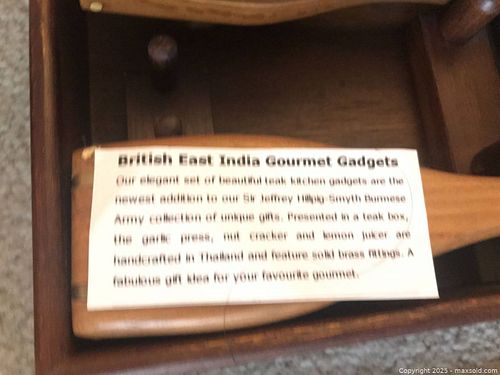 British East India Gourmet Gadgets
Our elegant set of beautiful teak kitchen gadgets are the
newest addition to our Sir Jeffrey Hillpig-Smyth Burmese
Army collection of unique gifts. Presented in a teak box,
the garlic press, nut cracker and lemon juicer are
handcrafted in Thailand and feature solid brass fittings. A
fabulous gift idea for your favourite gourmet.
Copyright 2025 - maxsold.com